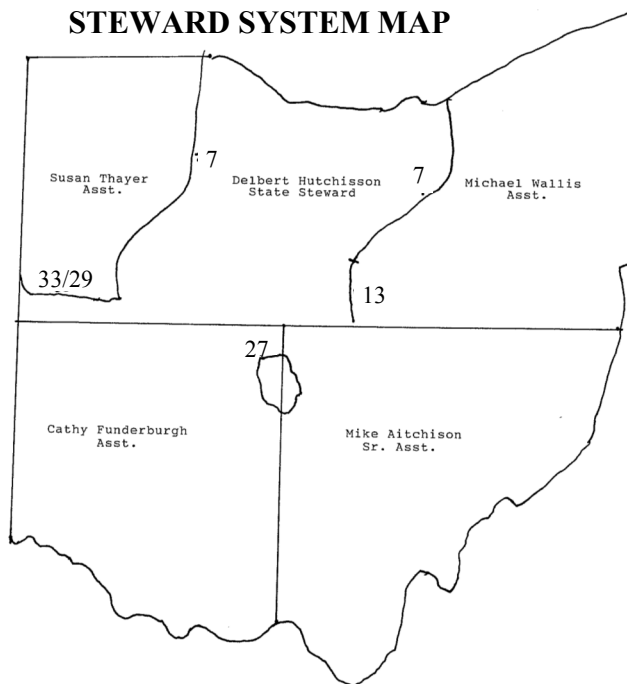 STEWARD SYSTEM MAP
Susan Thayer
Asst.
7
Delbert Hutchisson
State Steward
7
Michael Wallis
Asst.
33/29
13
27
Cathy Funderburgh
Asst.
Mike Aitchison
Sr. Asst.